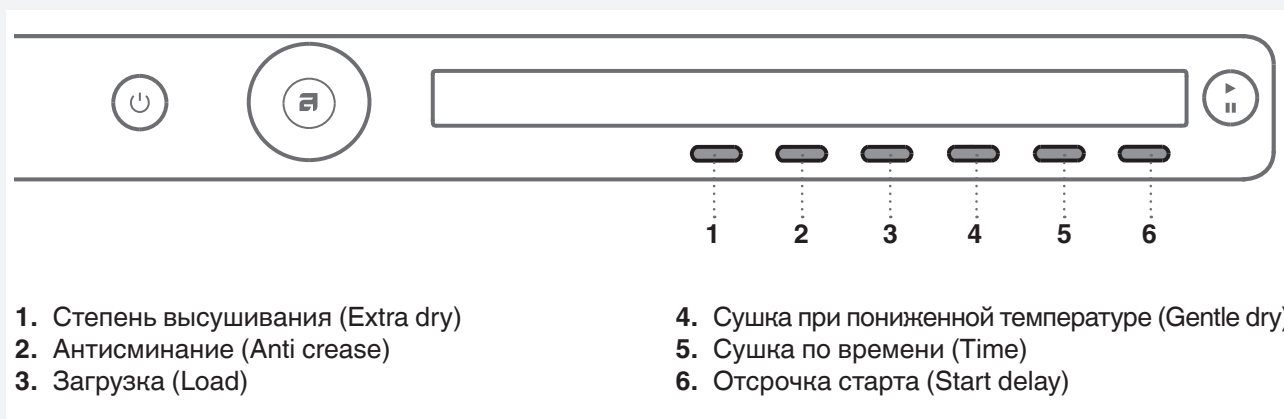 1 2 3 4 5 6
1. Степень высушивания (Extra dry)
2. Антисминание (Anti crease)
3. Загрузка (Load)
4. Сушка при пониженной температуре (Gentle dry)
5. Сушка по времени (Time)
6. Отсрочка старта (Start delay)